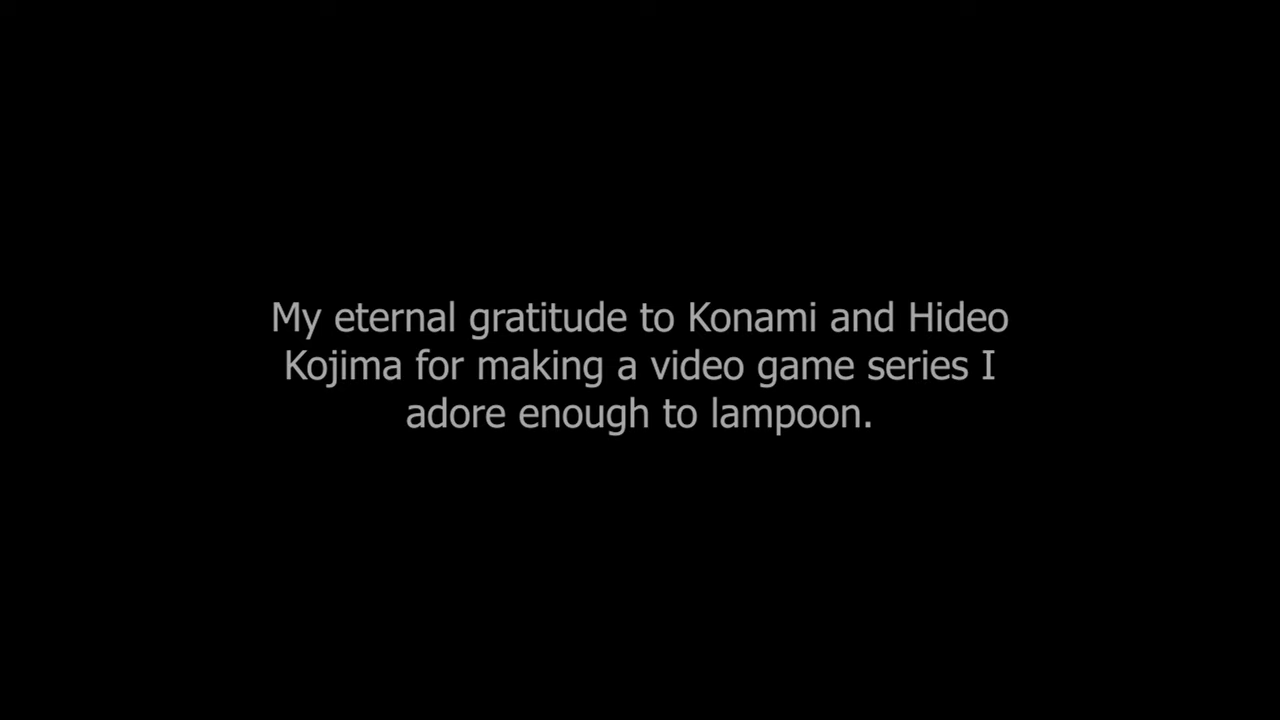 My eternal gratitude to Konami and Hideo
Kojima for making a video game series I
adore enough to lampoon.